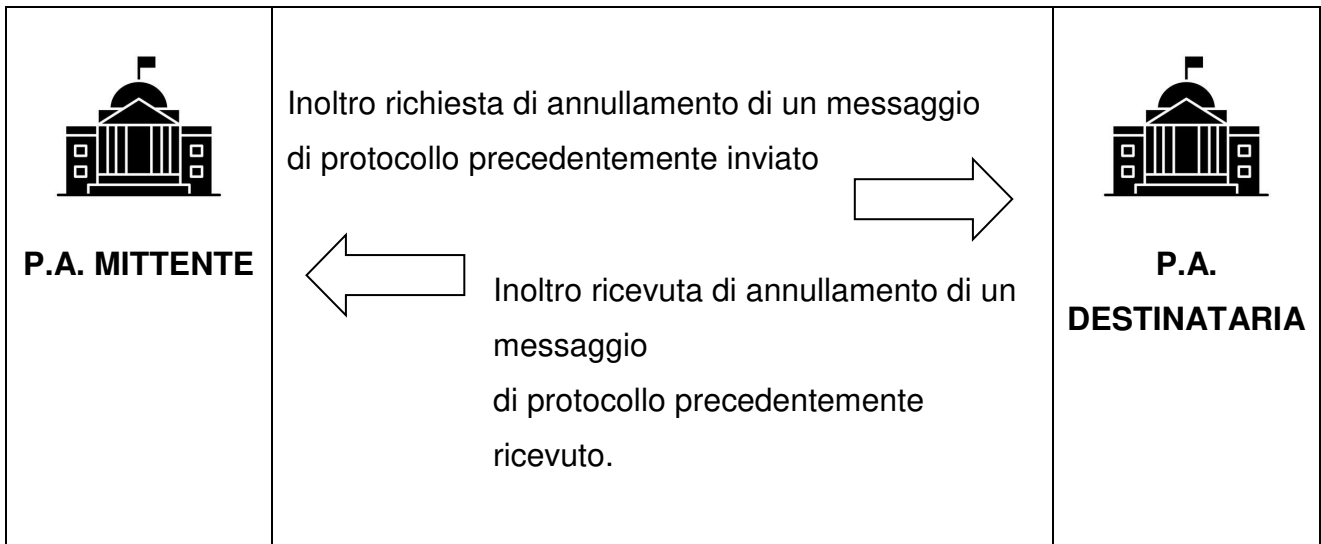 P.A. MITTENTE
Inoltro richiesta di annullamento di un messaggio
di protocollo precedentemente inviato
Inoltro ricevuta di annullamento di un
messaggio
di protocollo precedentemente
ricevuto.
P.A.
DESTINATARIA